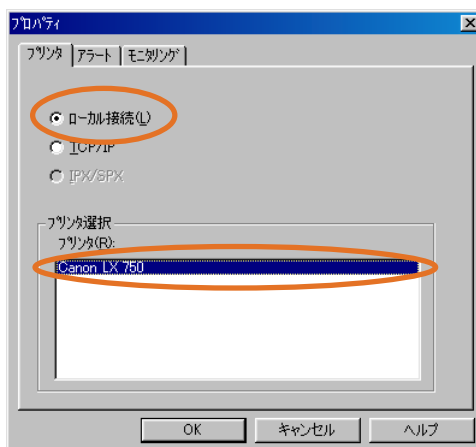 プロパティ
プリンタ アラート モニタリング
ローカル接続(L)
TCP/IP
IPX/SPX
プリンタ選択
プリンタ(R):
Canon LX 750
OK キャンセル ヘルプ